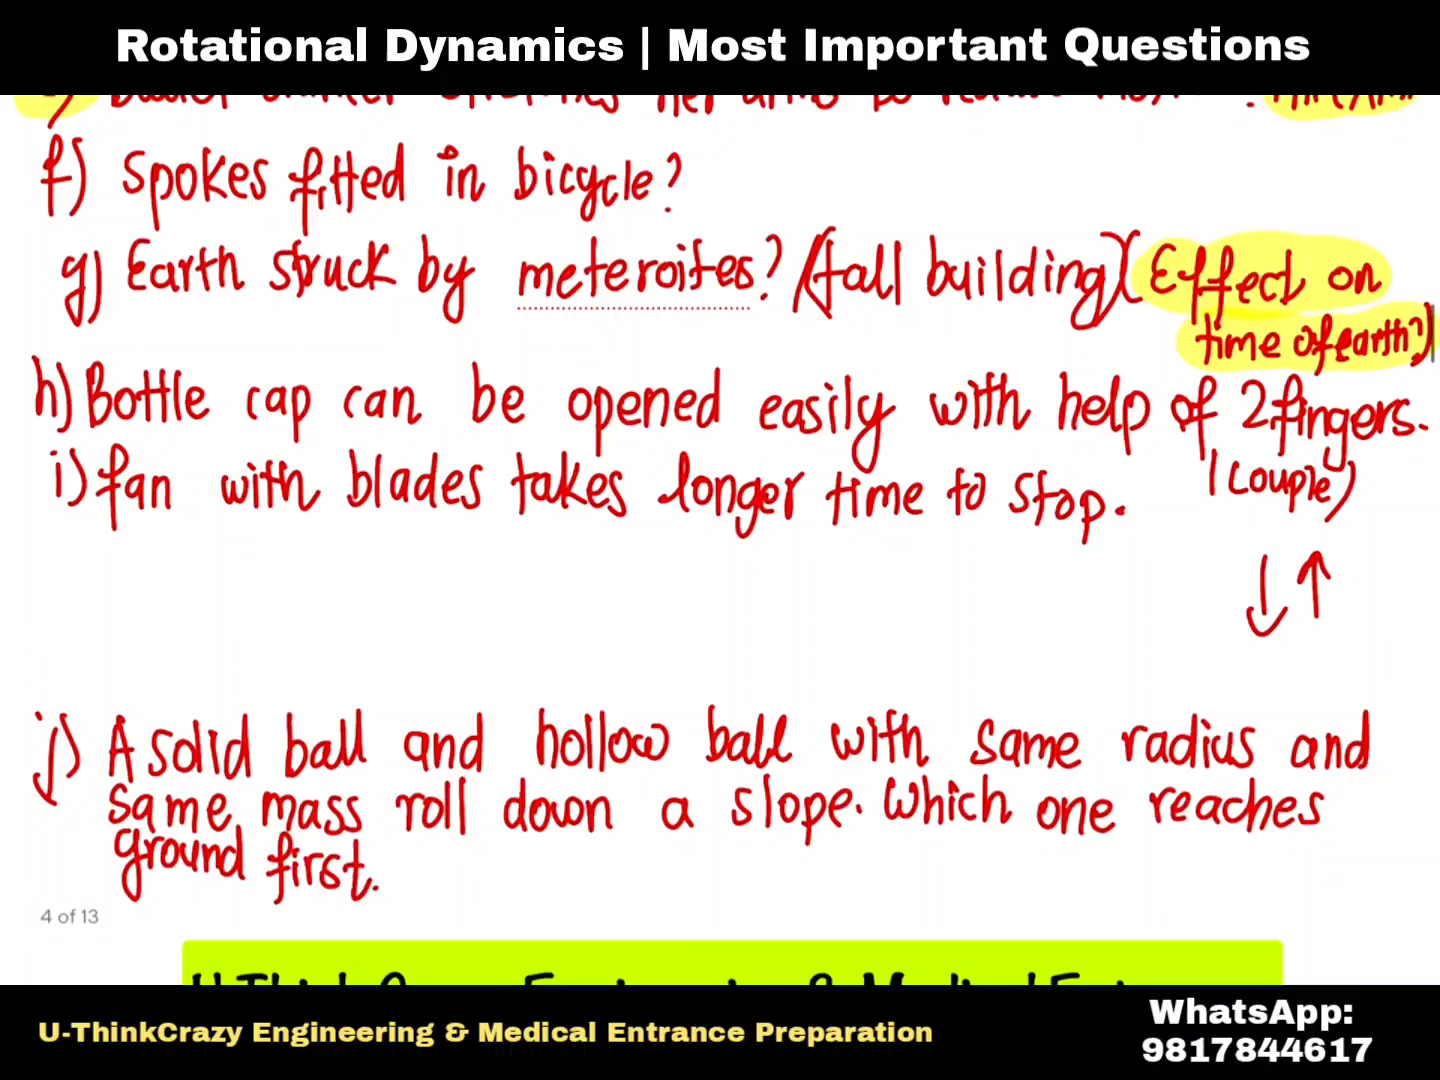 Rotational Dynamics | Most Important Questions
f) Spokes fitted in bicycle?
g) Earth struck by meteroites? (tall building) (Effect on
time of earth?)
h) Bottle cap can be opened easily with help of 2 fingers.
(couple)
i) fan with blades takes longer time to stop.
↓↑
j) A solid ball and hollow ball with same radius and
same mass roll down a slope. Which one reaches
ground first.
4 of 13
U-ThinkCrazy Engineering & Medical Entrance Preparation
WhatsApp:
9817844617